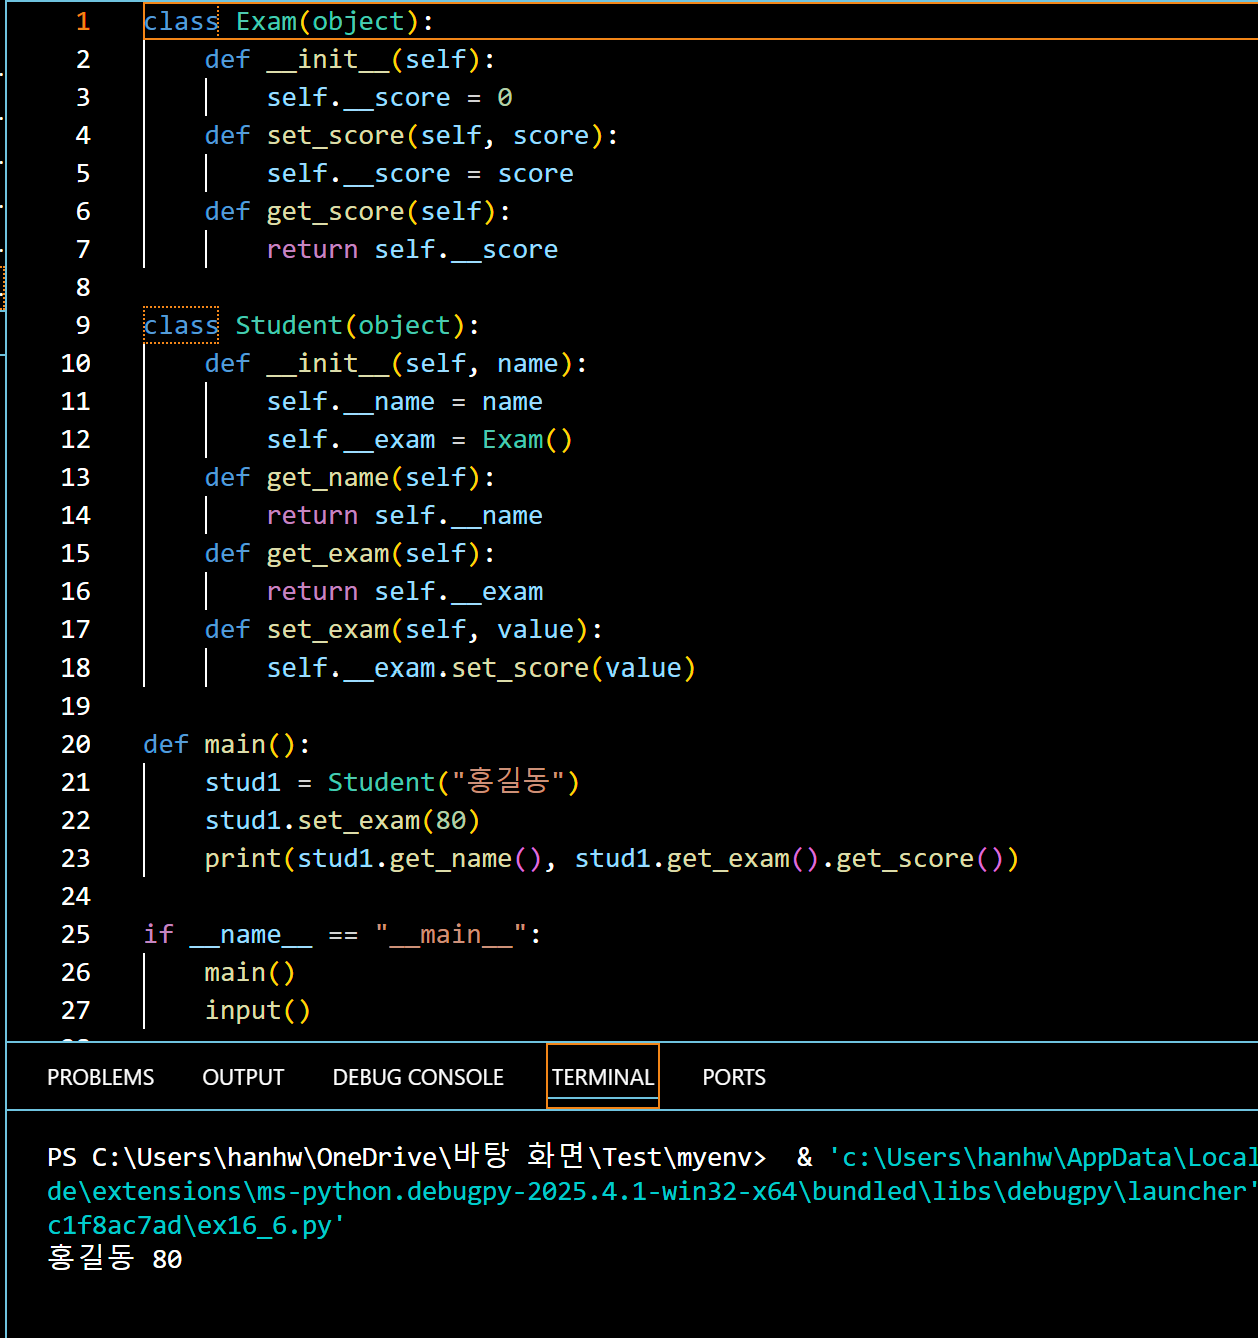 1 class Exam(object):
2     def __init__(self):
3         self.__score = 0
4     def set_score(self, score):
5         self.__score = score
6     def get_score(self):
7         return self.__score
8
9 class Student(object):
10     def __init__(self, name):
11         self.__name = name
12         self.__exam = Exam()
13     def get_name(self):
14         return self.__name
15     def get_exam(self):
16         return self.__exam
17     def set_exam(self, value):
18         self.__exam.set_score(value)
19
20 def main():
21     stud1 = Student("홍길동")
22     stud1.set_exam(80)
23     print(stud1.get_name(), stud1.get_exam().get_score())
24
25 if __name__ == "__main__":
26     main()
27     input()
PROBLEMS OUTPUT DEBUG CONSOLE TERMINAL PORTS
PS C:\Users\hanhw\OneDrive\바탕 화면\Test\myenv>  & 'c:\Users\hanhw\AppData\Local
de\extensions\ms-python.debugpy-2025.4.1-win32-x64\bundled\libs\debugpy\launcher'
c1f8ac7ad\ex16_6.py'
홍길동 80